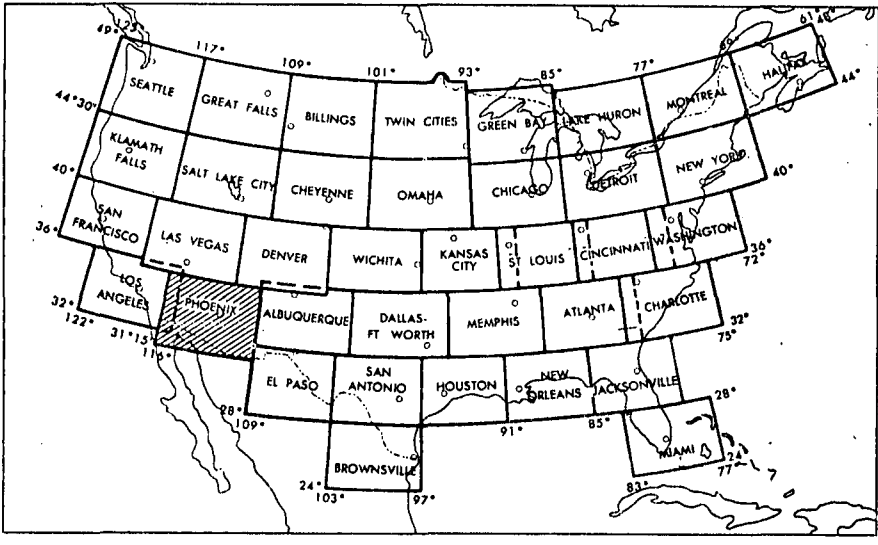 49°
125°
117°
109°
101°
93°
85°
77°
69°
61°
48°
SEATTLE
GREAT FALLS
BILLINGS
TWIN CITIES
GREEN BAY
LAKE HURON
MONTREAL
HALIFAX
44°
44°30'
KLAMATH
FALLS
SALT LAKE CITY
CHEYENNE
OMAHA
CHICAGO
DETROIT
NEW YORK
40°
40°
SAN
FRANCISCO
LAS VEGAS
DENVER
WICHITA
KANSAS
CITY
ST LOUIS
CINCINNATI
WASHINGTON
36°
36°
72°
LOS
ANGELES
PHOENIX
ALBUQUERQUE
DALLAS-
FT WORTH
MEMPHIS
ATLANTA
CHARLOTTE
32°
122°
31°15'
116°
32°
75°
EL PASO
SAN
ANTONIO
HOUSTON
NEW
ORLEANS
JACKSONVILLE
28°
109°
91°
85°
28°
BROWNSVILLE
MIAMI
24°
103°
97°
83°
24°
77°